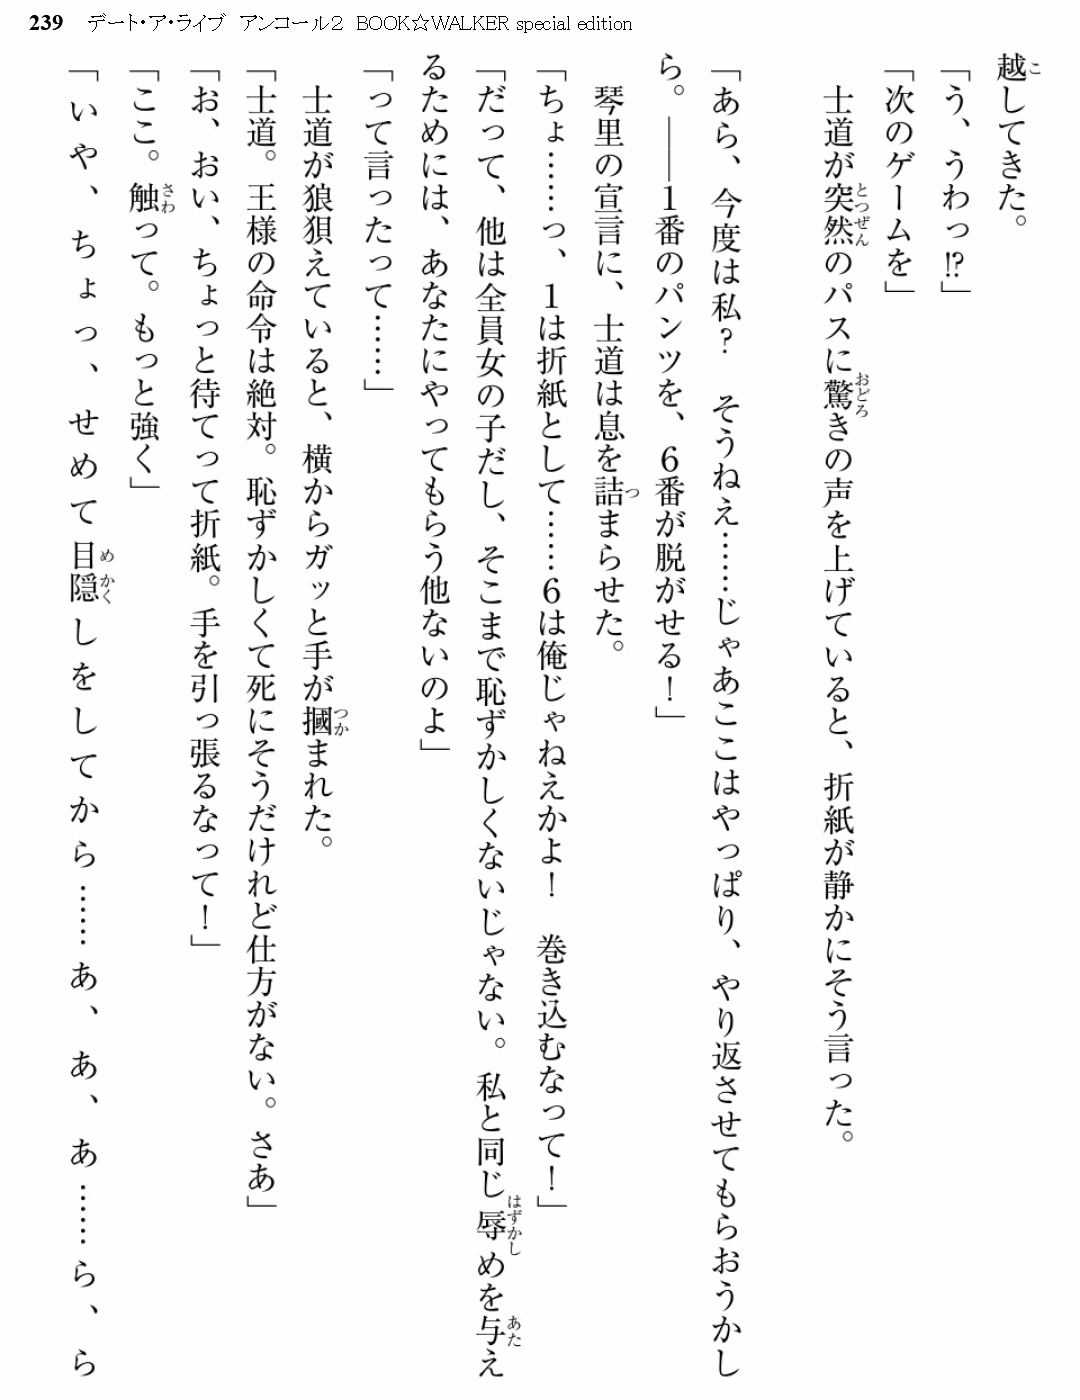 239 デート・ア・ライブ アンコール2 BOOK☆WALKER special edition
越してきた。
「う、うわっ!?」
「次のゲームを」
　士道が突然のパスに驚きの声を上げていると、折紙が静かにそう言った。
「あら、今度は私？　そうねえ……じゃあここはやっぱり、やり返させてもらおうかし
ら。――1番のパンツを、6番が脱がせる！」
　琴里の宣言に、士道は息を詰まらせた。
「ちょ……っ、1は折紙として……6は俺じゃねえかよ！　巻き込むなって！」
「だって、他は全員女の子だし、そこまで恥ずかしくないじゃない。私と同じ辱めを与え
るためには、あなたにやってもらう他ないのよ」
「って言ったって……」
　士道が狼狽えていると、横からガッと手が摑まれた。
「士道。王様の命令は絶対。恥ずかしくて死にそうだけれど仕方がない。さあ」
「お、おい、ちょっと待てって折紙。手を引っ張るなって！」
「ここ。触って。もっと強く」
「いや、ちょっ、せめて目隠しをしてから……あ、あ、あ……ら、ら